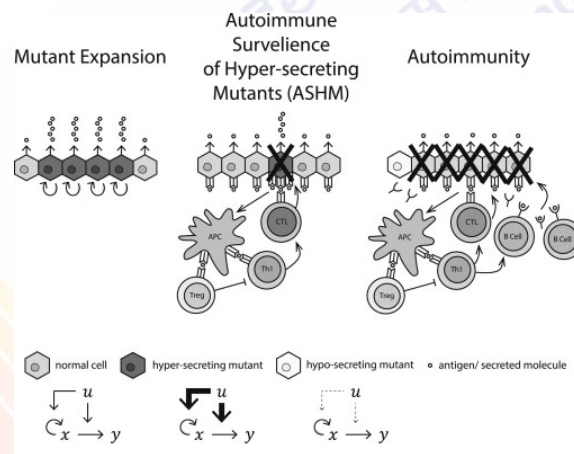 Mutant Expansion
Autoimmune
Survelience
of Hyper-secreting
Mutants (ASHM)
Autoimmunity
APC
CTL
Th1
Treg
APC
CTL
Th1
Treg
B Cell
B Cell
normal cell
hyper-secreting mutant
hypo-secreting mutant
antigen/ secreted molecule
u
x → y
u
x → y
u
x → y